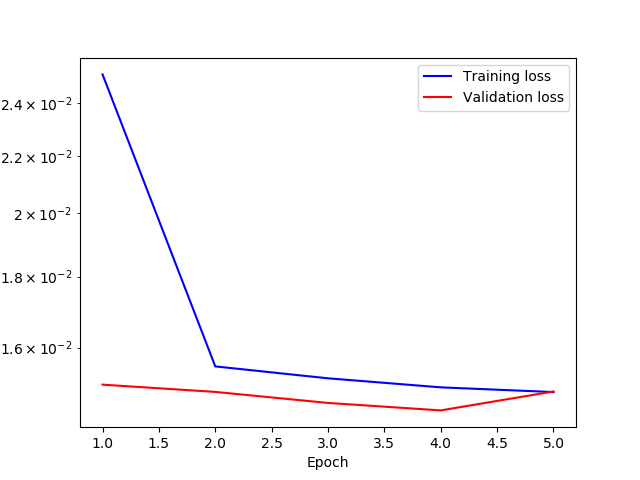 Training loss
Validation loss
2.4 × 10⁻²
2.2 × 10⁻²
2 × 10⁻²
1.8 × 10⁻²
1.6 × 10⁻²
1.0 1.5 2.0 2.5 3.0 3.5 4.0 4.5 5.0
Epoch